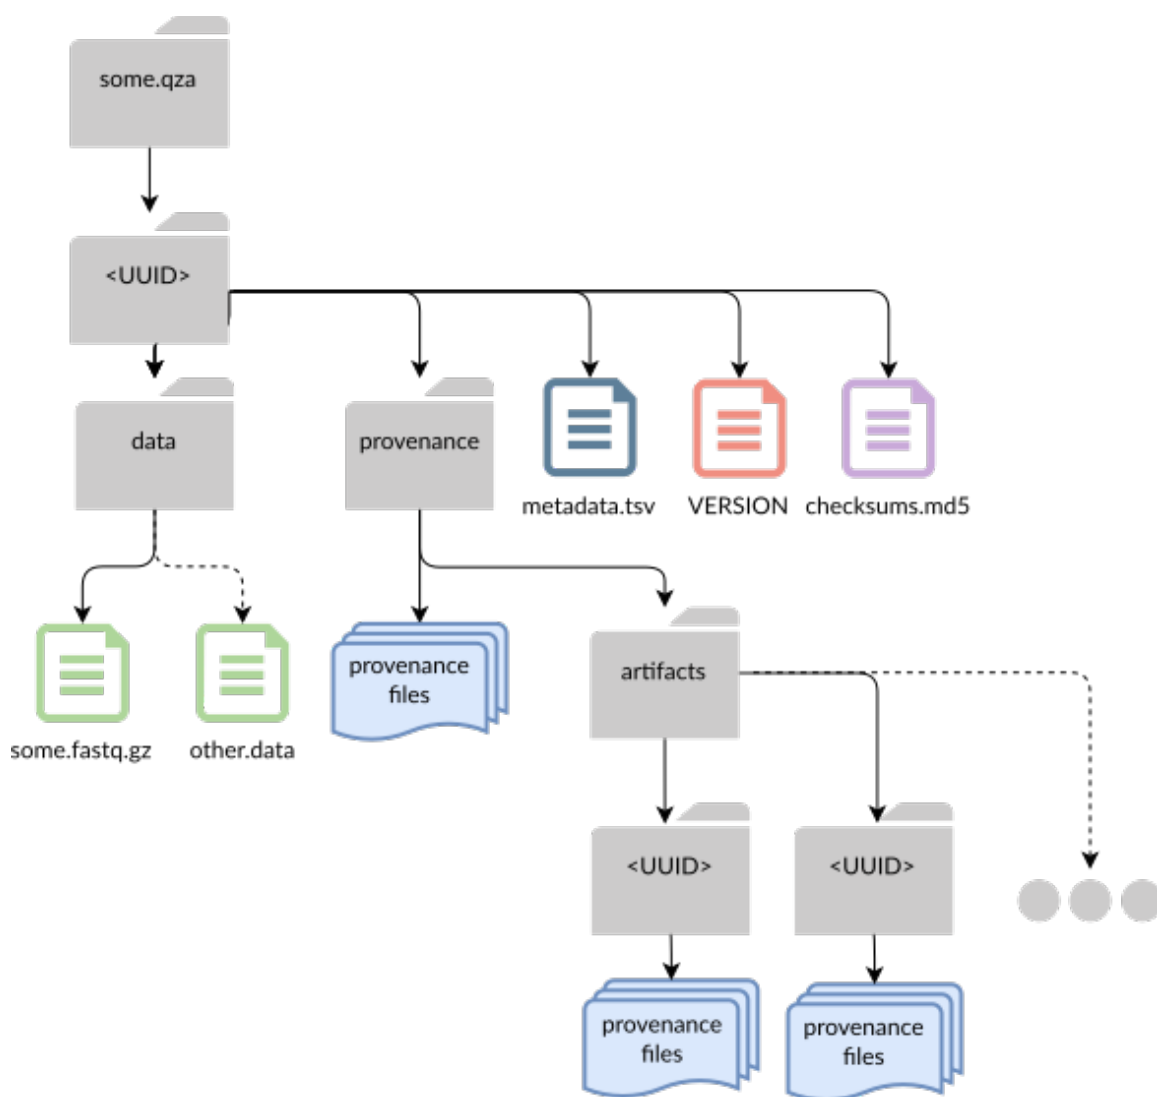 some.qza
<UUID>
data
provenance
metadata.tsv
VERSION
checksums.md5
some.fastq.gz
other.data
provenance
files
artifacts
<UUID>
<UUID>
provenance
files
provenance
files